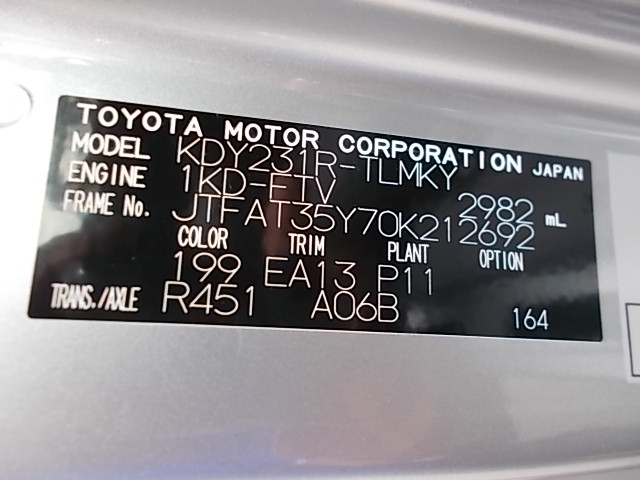 TOYOTA MOTOR CORPORATION JAPAN
MODEL KDY231R-TLMKY
ENGINE 1KD-FTV 2982 mL
FRAME No. JTFAT35Y70K212692
COLOR TRIM PLANT OPTION
199 EA13 P11
TRANS./AXLE R451 A06B 164